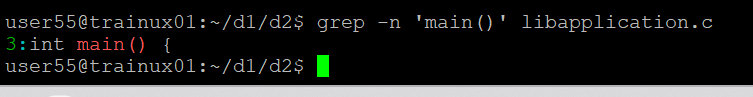 user55@trainux01:~/d1/d2$ grep -n 'main()' libapplication.c
3:int main() {
user55@trainux01:~/d1/d2$